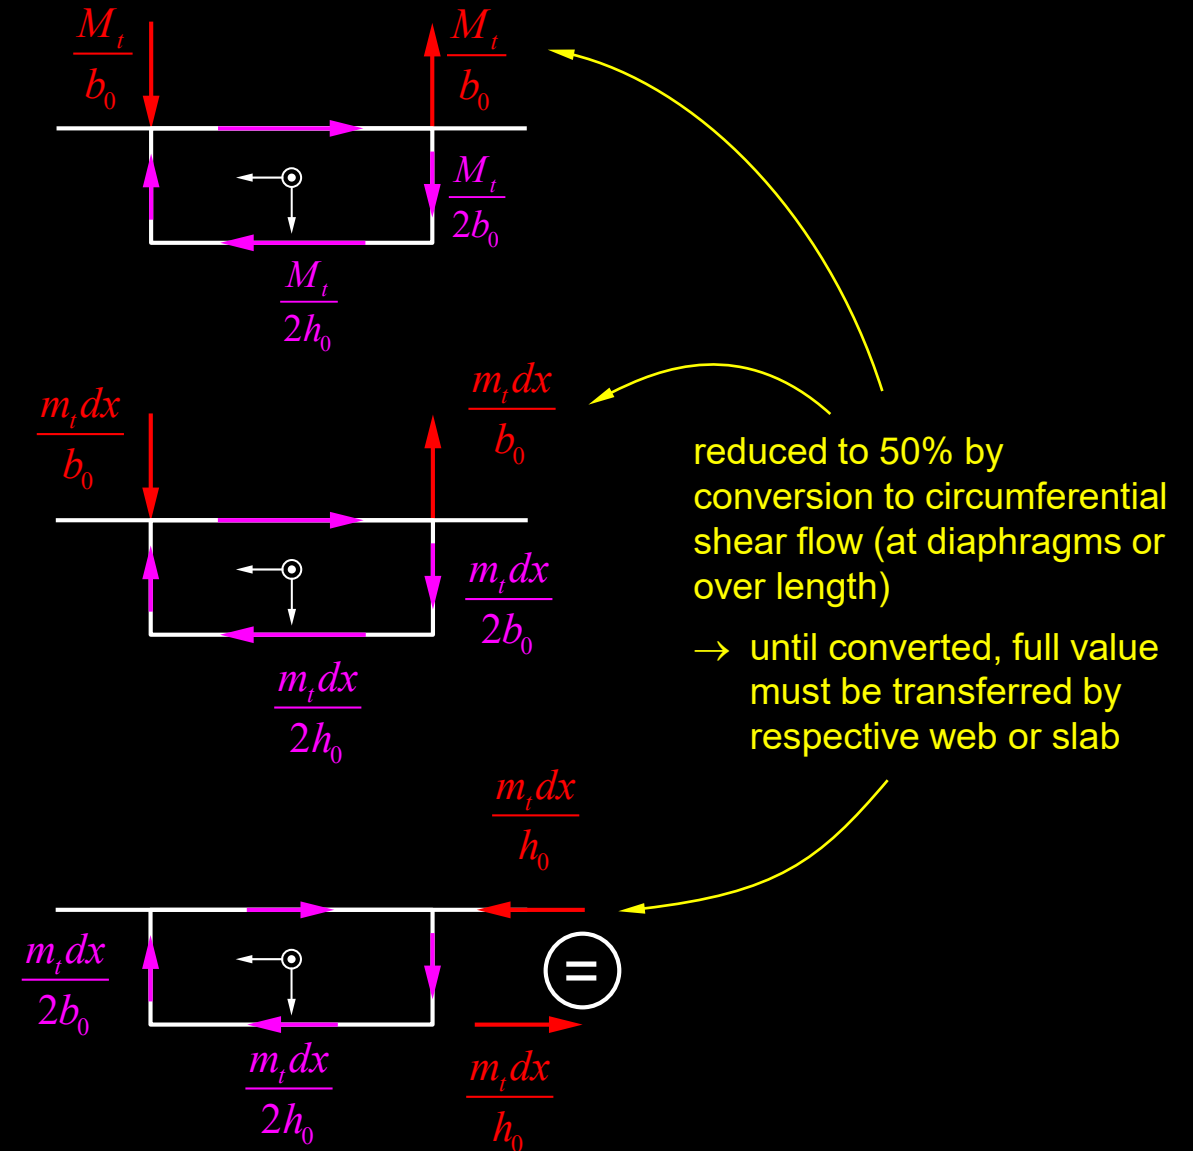 M_t / b_0
M_t / b_0
M_t / 2b_0
M_t / 2h_0
m_t dx / b_0
m_t dx / b_0
m_t dx / 2b_0
m_t dx / 2h_0
reduced to 50% by
conversion to circumferential
shear flow (at diaphragms or
over length)
→ until converted, full value
must be transferred by
respective web or slab
m_t dx / h_0
m_t dx / 2b_0
=
m_t dx / 2h_0
m_t dx / h_0